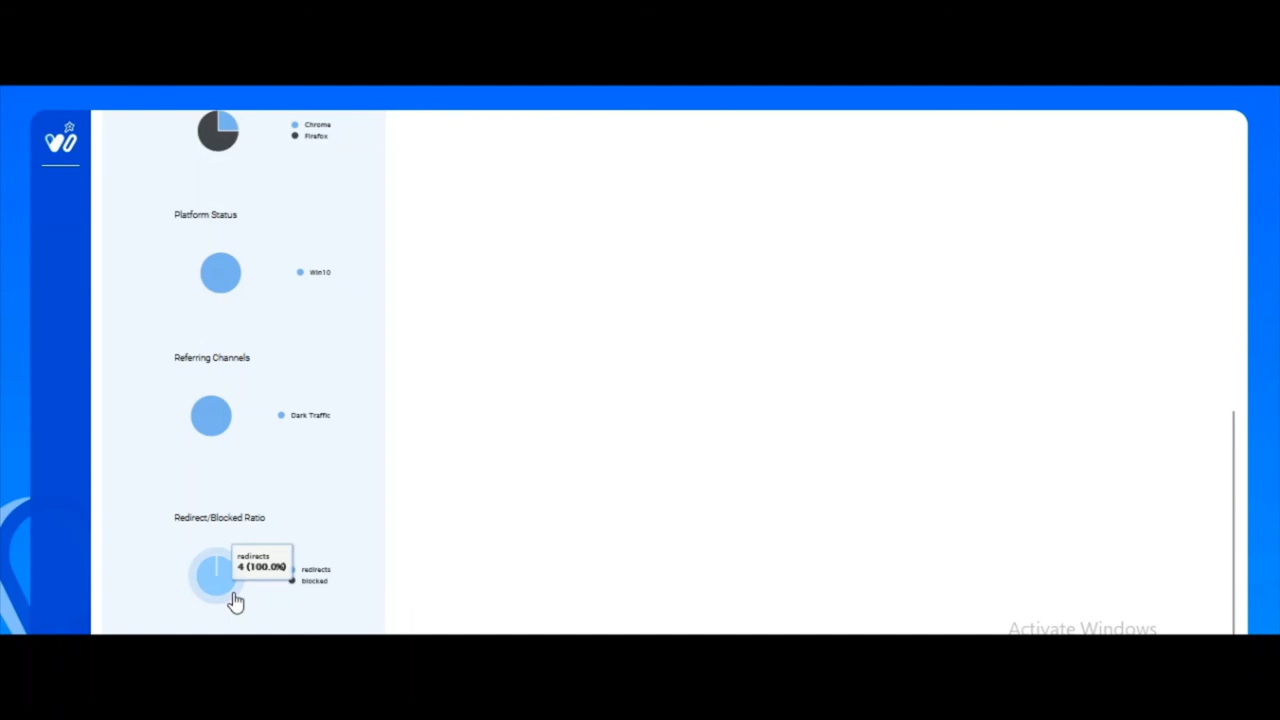 Chrome
Firefox
Platform Status
Win10
Referring Channels
Dark Traffic
Redirect/Blocked Ratio
redirects
4 (100.0%)
redirects
blocked
Activate Windows